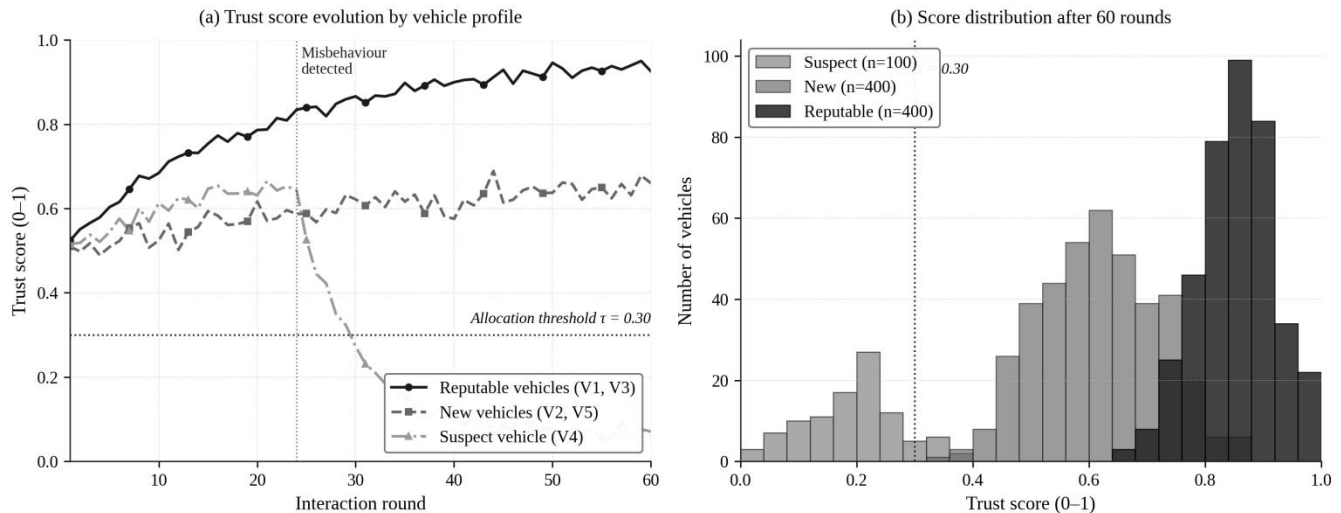 (a) Trust score evolution by vehicle profile
1.0
0.8
0.6
0.4
0.2
0.0
Trust score (0–1)
Misbehaviour
detected
Allocation threshold τ = 0.30
Reputable vehicles (V1, V3)
New vehicles (V2, V5)
Suspect vehicle (V4)
10
20
30
40
50
60
Interaction round
(b) Score distribution after 60 rounds
100
80
60
40
20
0
Number of vehicles
Suspect (n=100)
New (n=400)
Reputable (n=400)
0.30
0.0
0.2
0.4
0.6
0.8
1.0
Trust score (0–1)